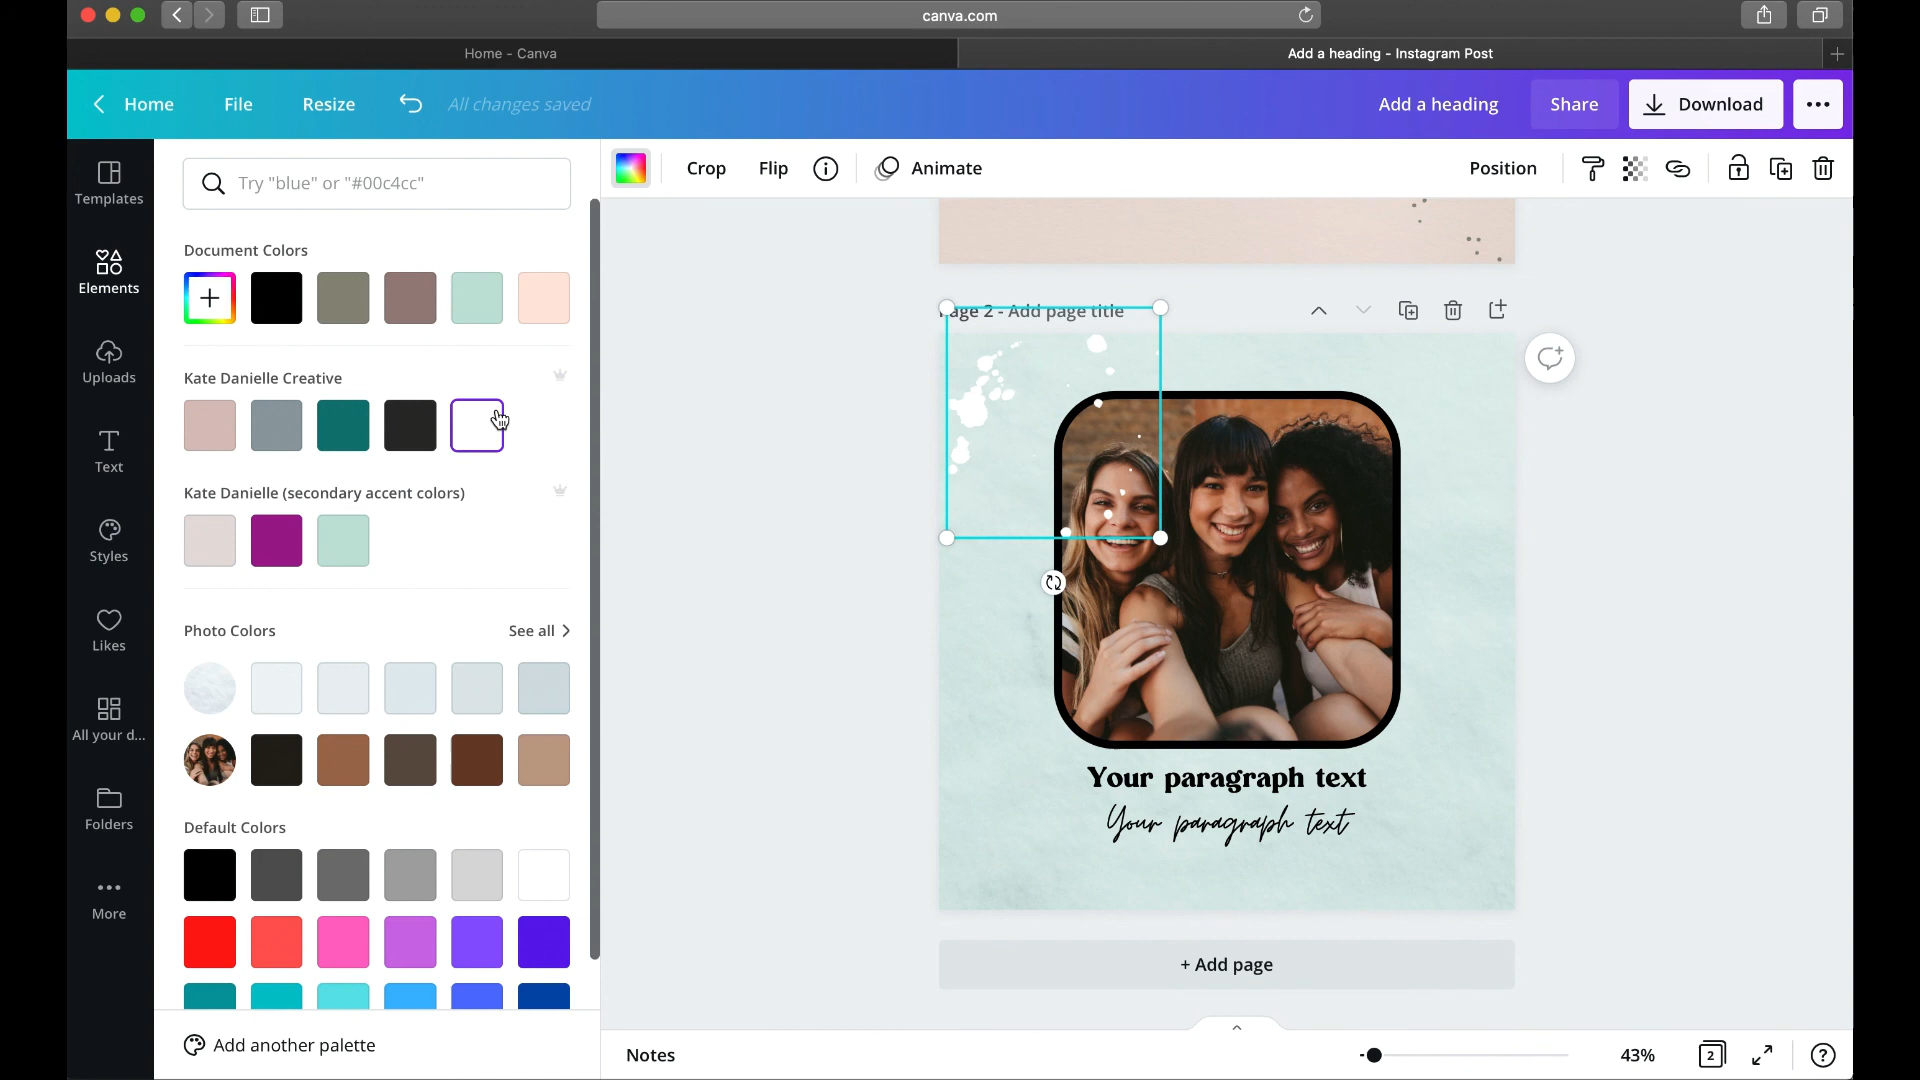 canva.com
Home - Canva
Add a heading - Instagram Post
Home
File
Resize
All changes saved
Add a heading
Share
Download
Templates
Elements
Uploads
Text
Styles
Likes
All your d...
Folders
More
Try "blue" or "#00c4cc"
Document Colors
Kate Danielle Creative
Kate Danielle (secondary accent colors)
Photo Colors
See all
Default Colors
Add another palette
Crop
Flip
Animate
Position
Page 2 - Add page title
Your paragraph text
Your paragraph text
+ Add page
Notes
43%
2
?